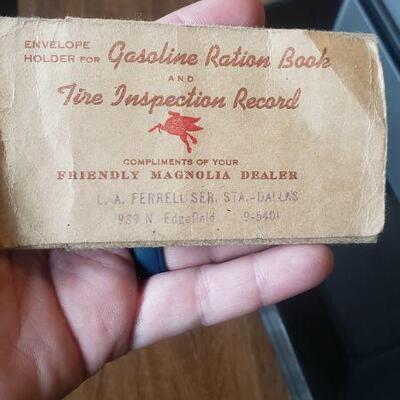 ENVELOPE
HOLDER FOR Gasoline Ration Book
AND
Tire Inspection Record
COMPLIMENTS OF YOUR
FRIENDLY MAGNOLIA DEALER
L. A. FERRELL SER. STA.-DALLAS
939 N. Edgefield 9-5401